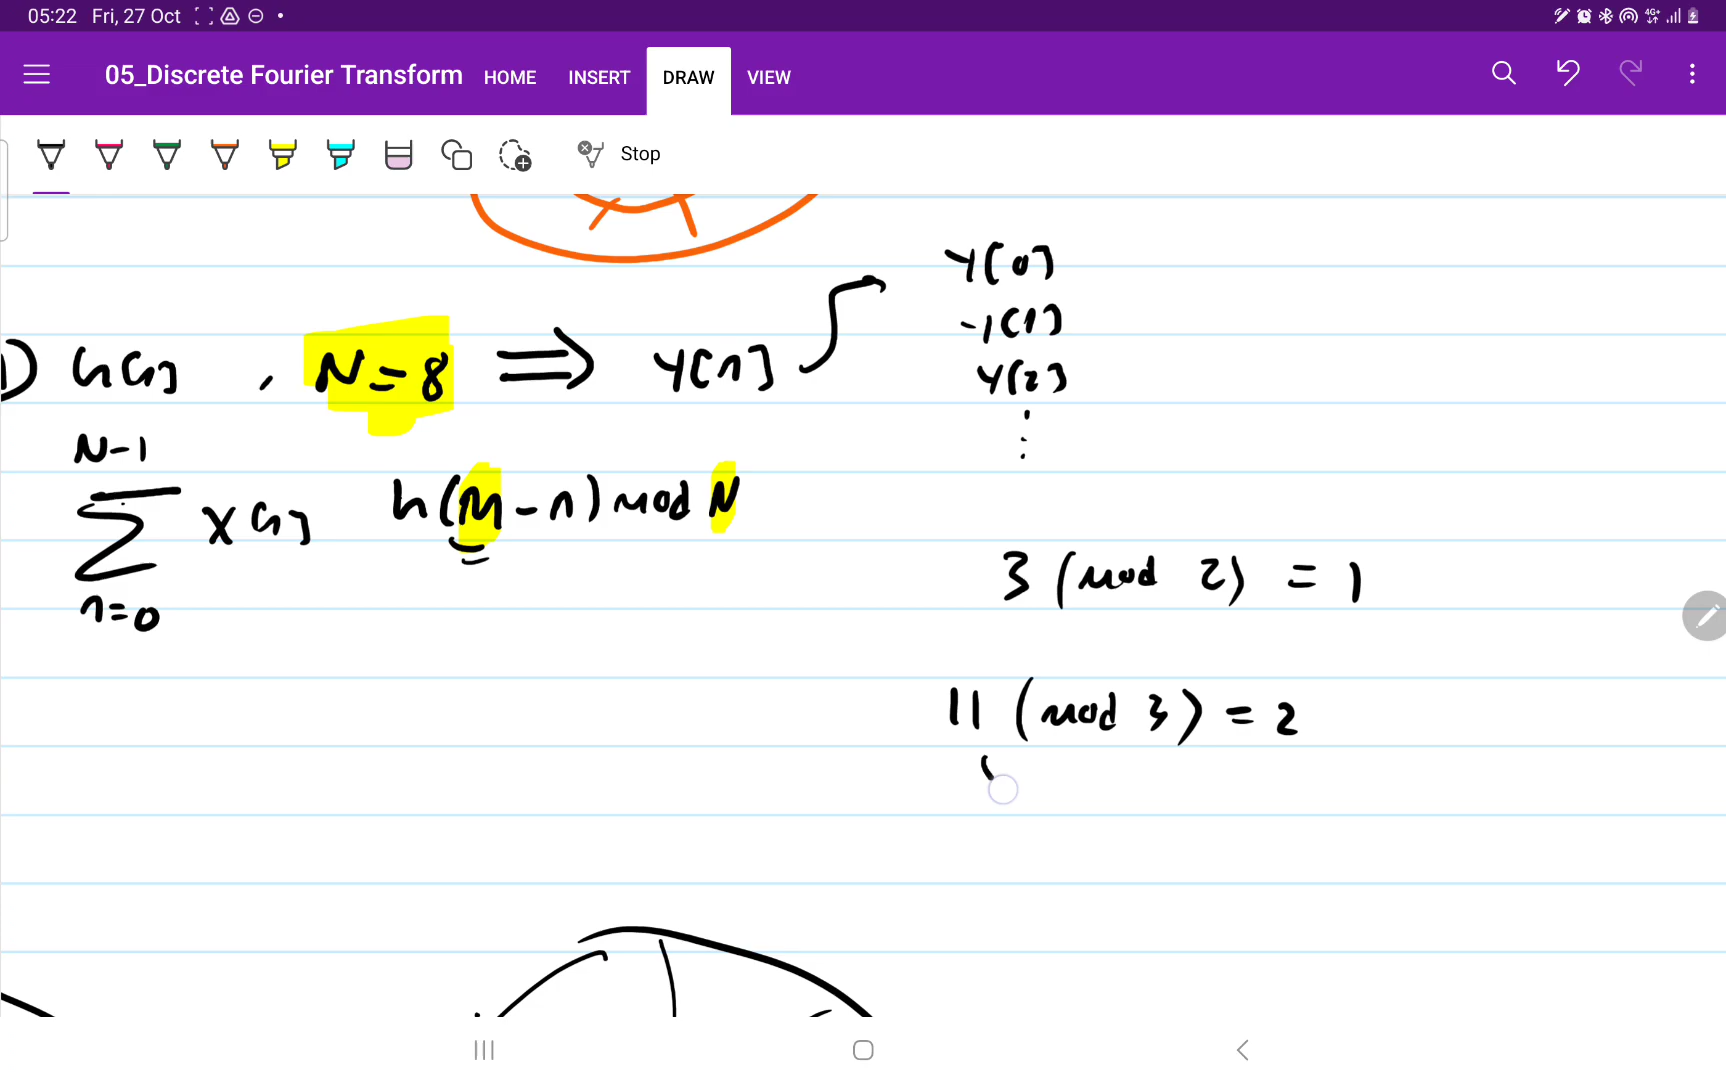 05:22 Fri, 27 Oct
4G+
05_Discrete Fourier Transform HOME INSERT DRAW VIEW
Stop
y[0]
y[1]
y[2]
⋮
) h[n] , N=8 ⟹ y[n]
N-1
∑ x[n] h(m-n) mod N
n=0
3 (mod 2) = 1
11 (mod 3) = 2